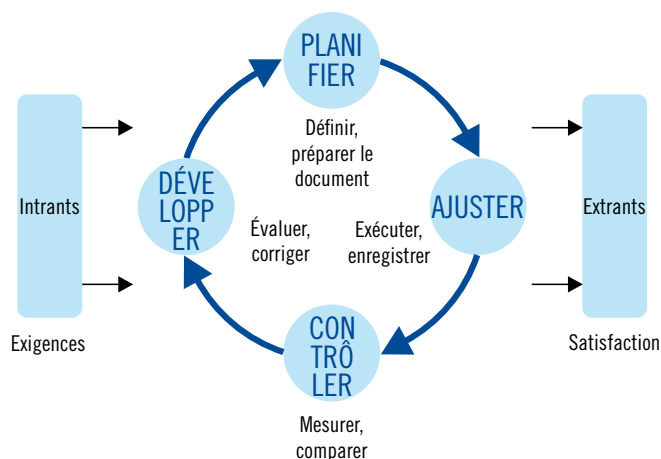 PLANI
FIER
Définir,
préparer le
document
Intrants
Exigences
DÉVE
LOPP
ER
Évaluer,
corriger
Exécuter,
enregistrer
AJUSTER
Extrants
Satisfaction
CON
TRÔ
LER
Mesurer,
comparer